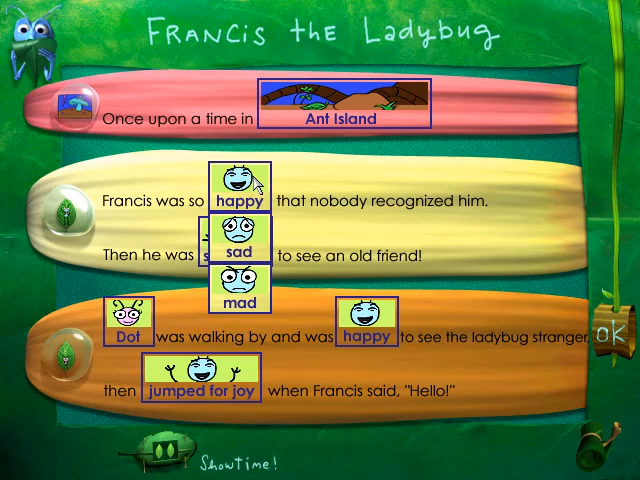 Francis the Ladybug
Once upon a time in Ant Island
Francis was so happy that nobody recognized him.
sad
Then he was to see an old friend!
mad
Dot was walking by and was happy to see the ladybug stranger,
then jumped for joy when Francis said, "Hello!"
ok
Showtime!